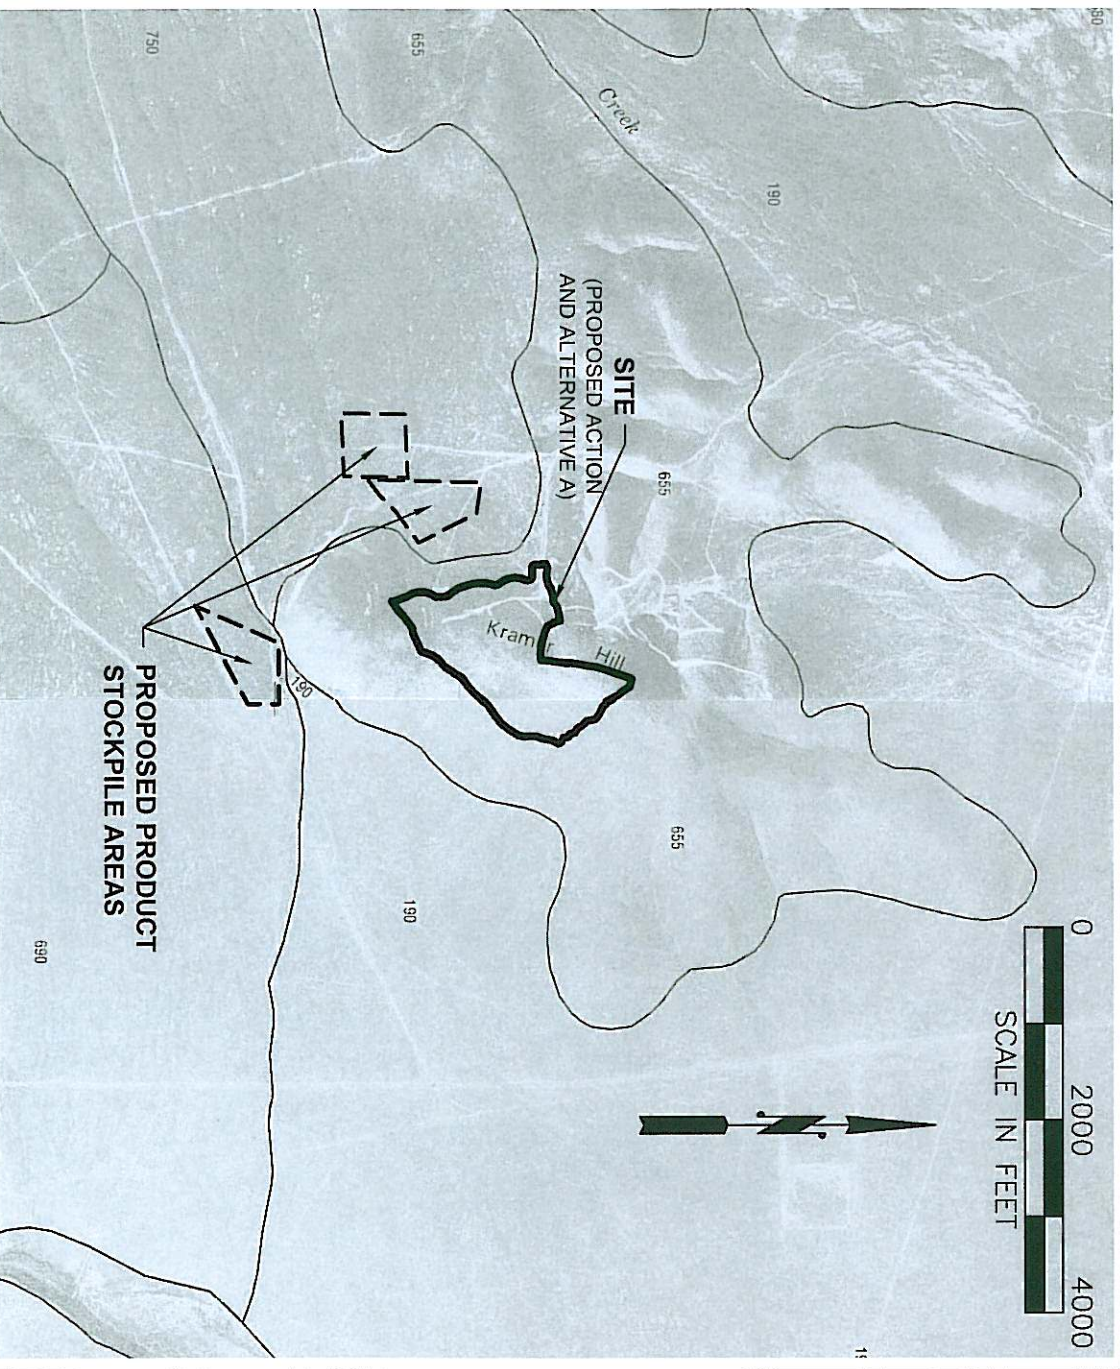 750
655
Creek
190
SITE
(PROPOSED ACTION
AND ALTERNATIVE A)
655
Kramer Hill
190
655
190
690
PROPOSED PRODUCT
STOCKPILE AREAS
0 2000 4000
SCALE IN FEET